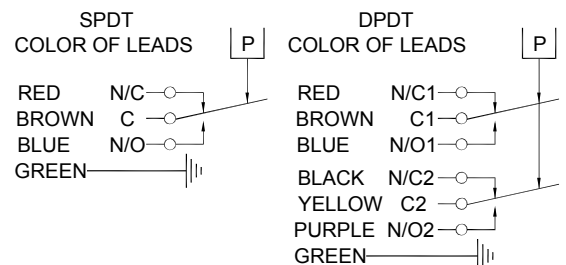 SPDT
COLOR OF LEADS
P
RED N/C
BROWN C
BLUE N/O
GREEN
DPDT
COLOR OF LEADS
P
RED N/C1
BROWN C1
BLUE N/O1
BLACK N/C2
YELLOW C2
PURPLE N/O2
GREEN